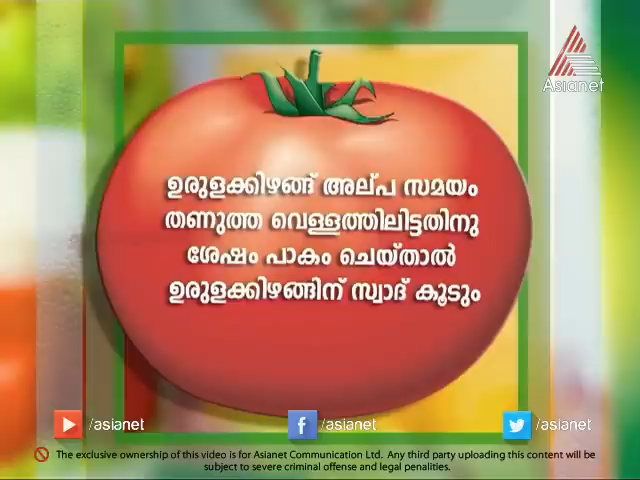 Asianet
ഉരുളക്കിഴങ്ങ് അല്പ സമയം
തണുത്ത വെള്ളത്തിലിട്ടതിനു
ശേഷം പാകം ചെയ്താൽ
ഉരുളക്കിഴങ്ങിന് സ്വാദ് കൂടും
/asianet
/asianet
/asianet
The exclusive ownership of this video is for Asianet Communication Ltd. Any third party uploading this content will be
subject to severe criminal offense and legal penalities.